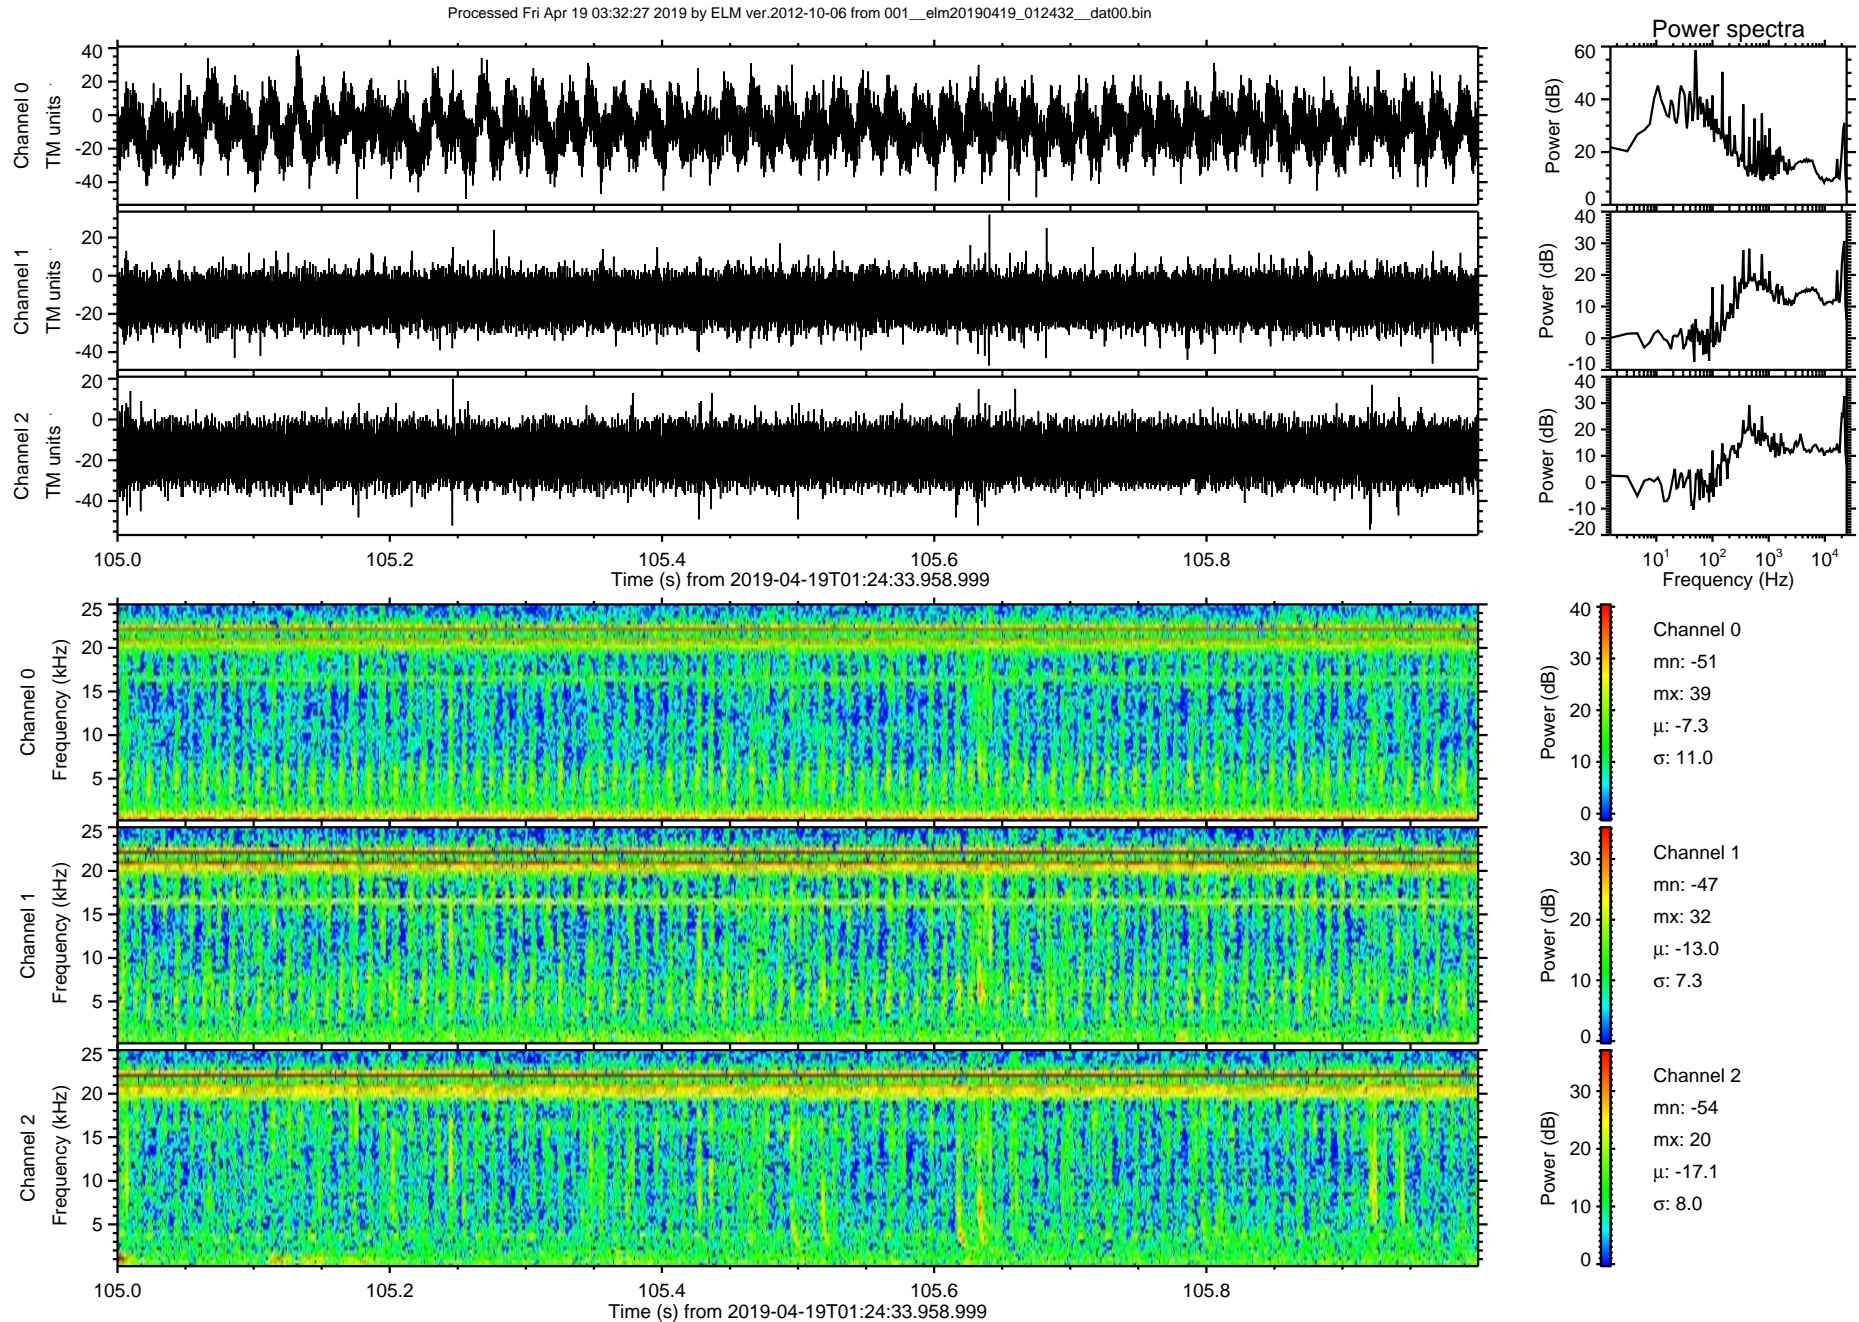 Processed Fri Apr 19 03:32:27 2019 by ELM ver.2012-10-06 from 001__elm20190419_012432__dat00.bin
Power spectra
Channel 0
TM units
40
20
0
-20
-40
Power (dB)
60
40
20
0
Channel 1
TM units
20
0
-20
-40
Power (dB)
40
30
20
10
0
-10
Channel 2
TM units
20
0
-20
-40
Power (dB)
40
30
20
10
0
-10
-20
105.0 105.2 105.4 105.6 105.8
Time (s) from 2019-04-19T01:24:33.958.999
10^1 10^2 10^3 10^4
Frequency (Hz)
Channel 0
Frequency (kHz)
25
20
15
10
5
Power (dB)
40
30
20
10
0
Channel 0
mn: -51
mx: 39
μ: -7.3
σ: 11.0
Channel 1
Frequency (kHz)
25
20
15
10
5
Power (dB)
30
20
10
0
Channel 1
mn: -47
mx: 32
μ: -13.0
σ: 7.3
Channel 2
Frequency (kHz)
25
20
15
10
5
Power (dB)
30
20
10
0
Channel 2
mn: -54
mx: 20
μ: -17.1
σ: 8.0
105.0 105.2 105.4 105.6 105.8
Time (s) from 2019-04-19T01:24:33.958.999